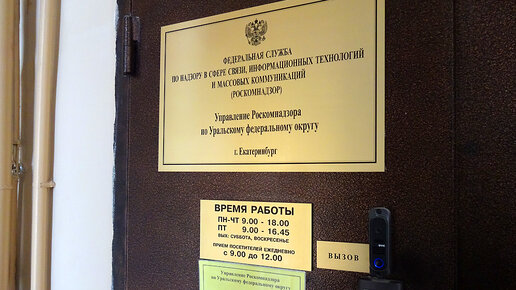 ФЕДЕРАЛЬНАЯ СЛУЖБА
ПО НАДЗОРУ В СФЕРЕ СВЯЗИ, ИНФОРМАЦИОННЫХ ТЕХНОЛОГИЙ
И МАССОВЫХ КОММУНИКАЦИЙ
(РОСКОМНАДЗОР)
Управление Роскомнадзора
по Уральскому федеральному округу
г. Екатеринбург
ВРЕМЯ РАБОТЫ
ПН-ЧТ 9.00 - 18.00
ПТ 9.00 - 16.45
ВЫХ: СУББОТА, ВОСКРЕСЕНЬЕ
ПРИЕМ ПОСЕТИТЕЛЕЙ ЕЖЕДНЕВНО
с 9.00 до 12.00
ВЫЗОВ
Управление Роскомнадзора
по Уральскому федеральному округу